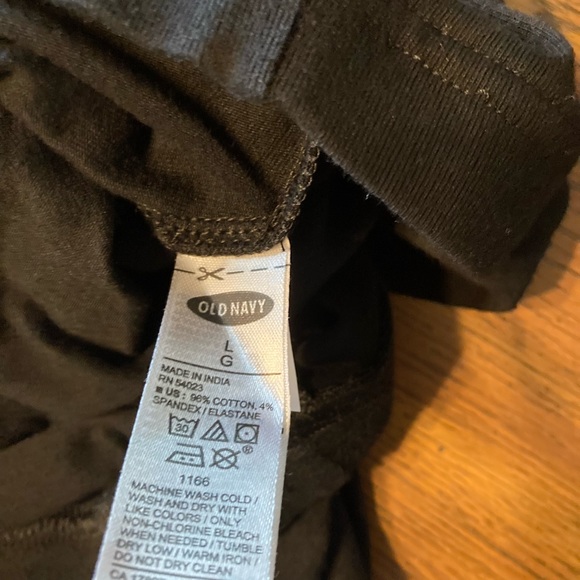 OLD NAVY
L
G
MADE IN INDIA
RN 54023
■ US : 96% COTTON, 4%
SPANDEX / ELASTANE
30
®
1166
MACHINE WASH COLD /
WASH AND DRY WITH
LIKE COLORS / ONLY
NON-CHLORINE BLEACH
WHEN NEEDED / TUMBLE
DRY LOW / WARM IRON /
DO NOT DRY CLEAN
CA